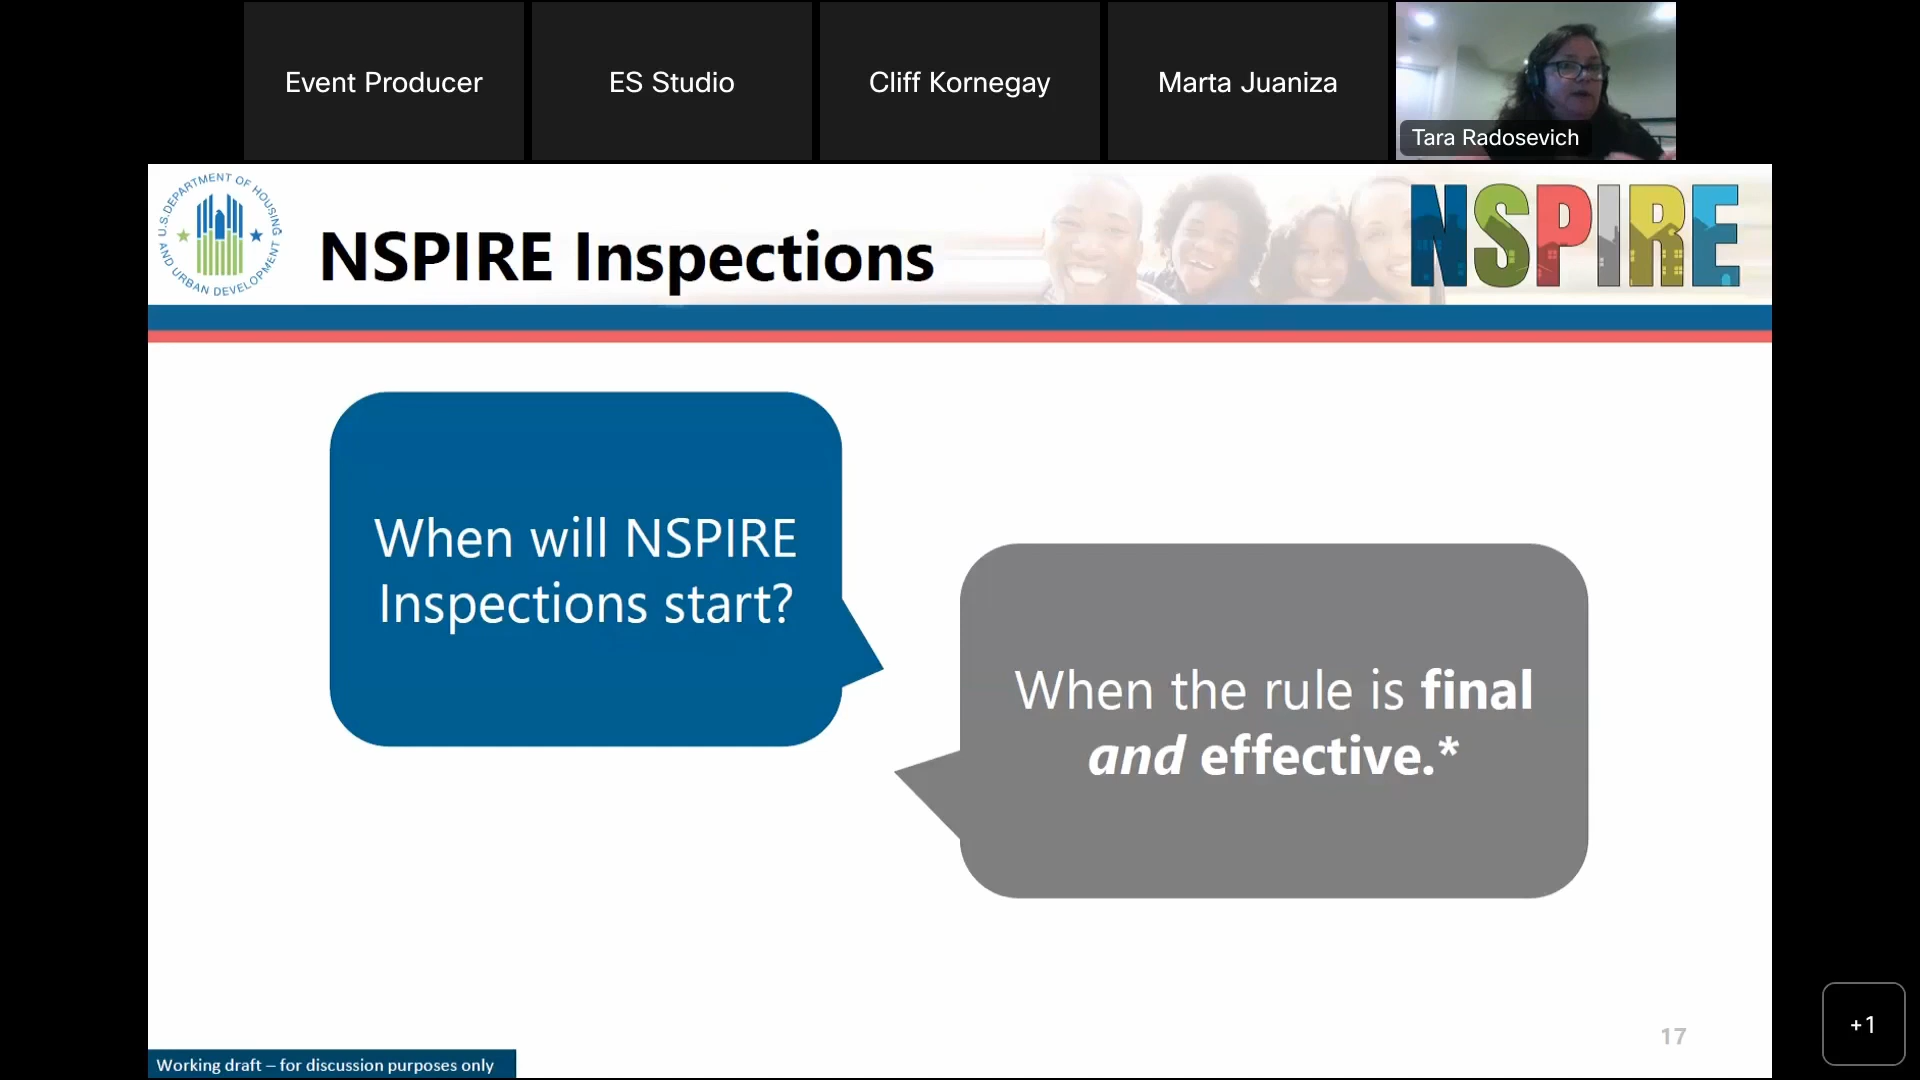 Event Producer
ES Studio
Cliff Kornegay
Marta Juaniza
Tara Radosevich
U.S. DEPARTMENT OF HOUSING
AND URBAN DEVELOPMENT
NSPIRE Inspections
NSPIRE
When will NSPIRE
Inspections start?
When the rule is final
and effective.*
17
Working draft – for discussion purposes only
+1